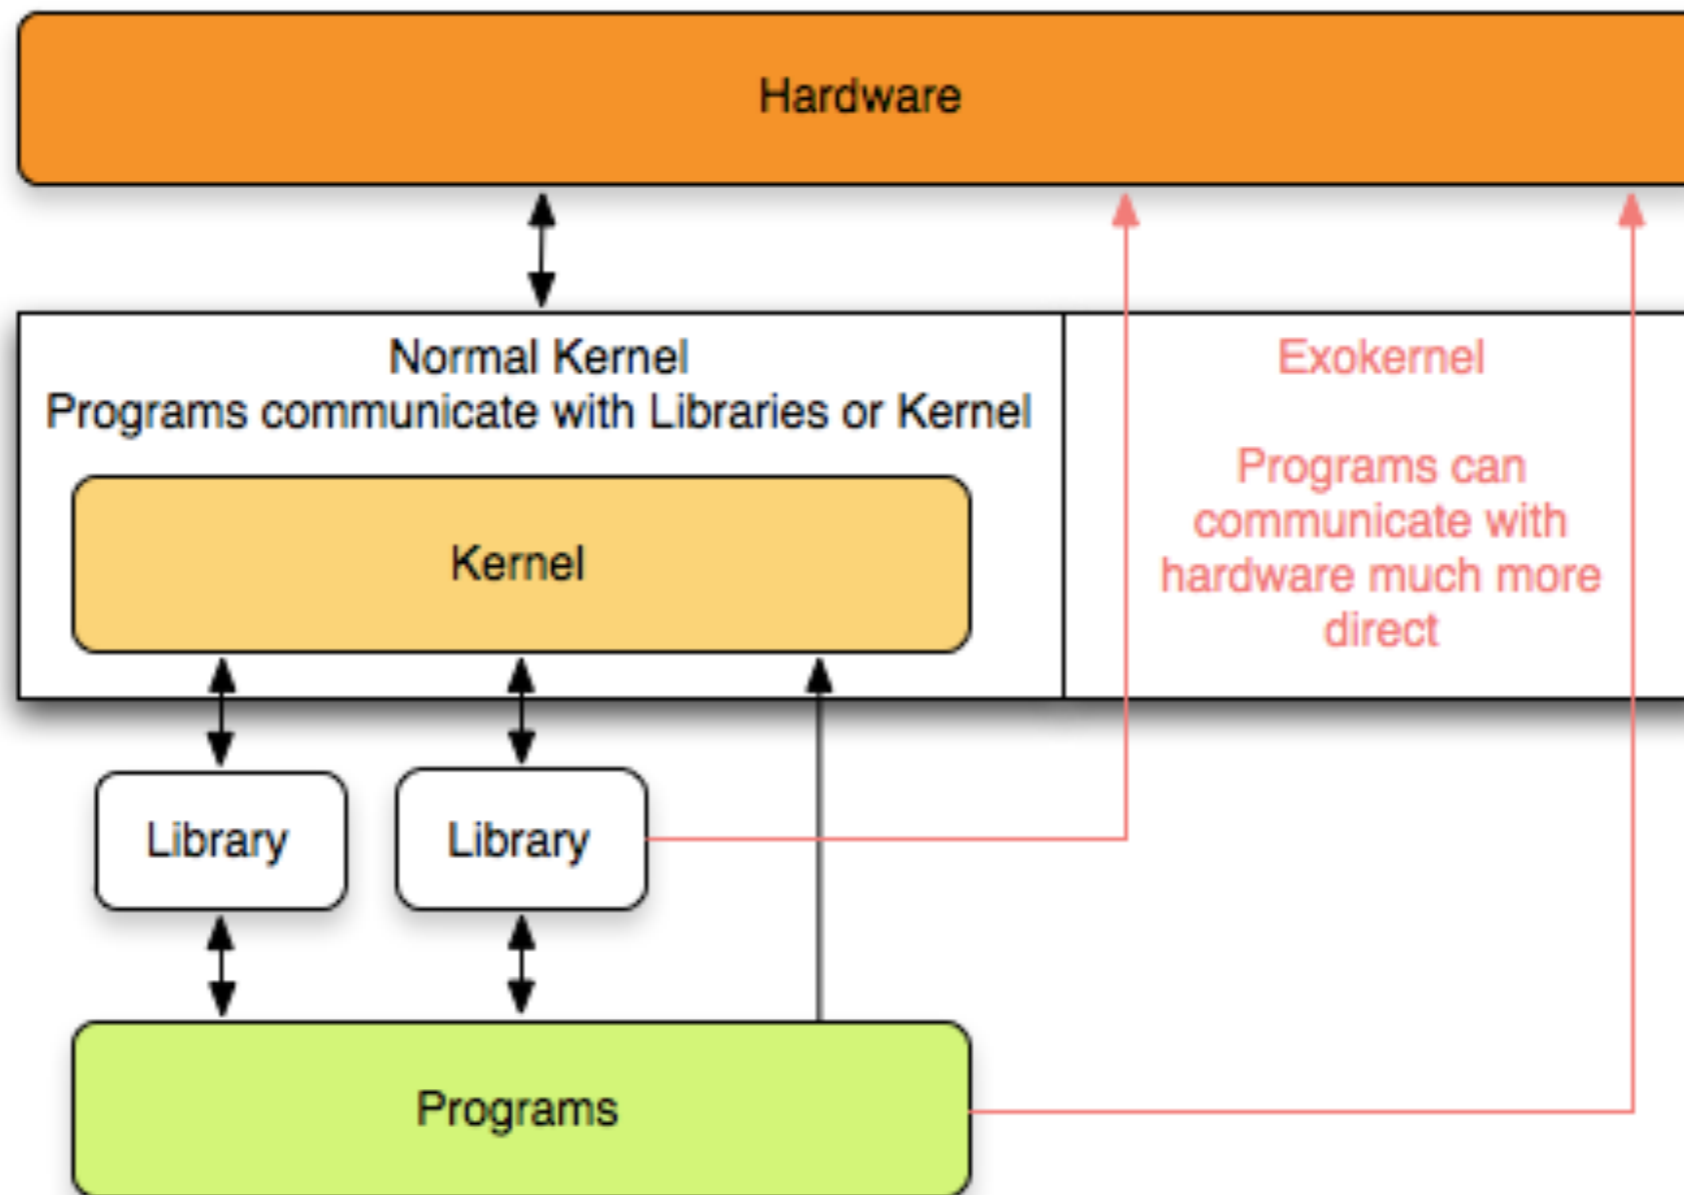 Hardware
Normal Kernel
Programs communicate with Libraries or Kernel
Kernel
Exokernel
Programs can
communicate with
hardware much more
direct
Library
Library
Programs